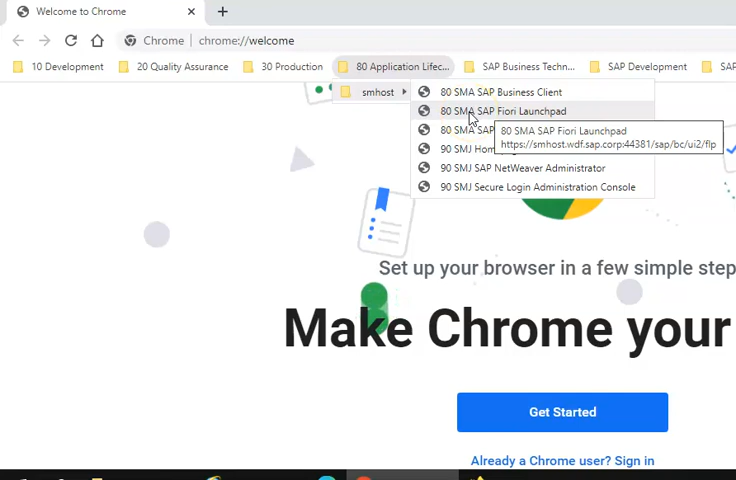 Welcome to Chrome
Chrome | chrome://welcome
10 Development
20 Quality Assurance
30 Production
80 Application Lifec...
SAP Business Techn...
SAP Development
SAP
smhost
80 SMA SAP Business Client
80 SMA SAP Fiori Launchpad
80 SMA SAP
80 SMA SAP Fiori Launchpad
https://smhost.wdf.sap.corp:44381/sap/bc/ui2/flp
90 SMJ Hom
90 SMJ SAP NetWeaver Administrator
90 SMJ Secure Login Administration Console
Set up your browser in a few simple step
Make Chrome your
Get Started
Already a Chrome user? Sign in